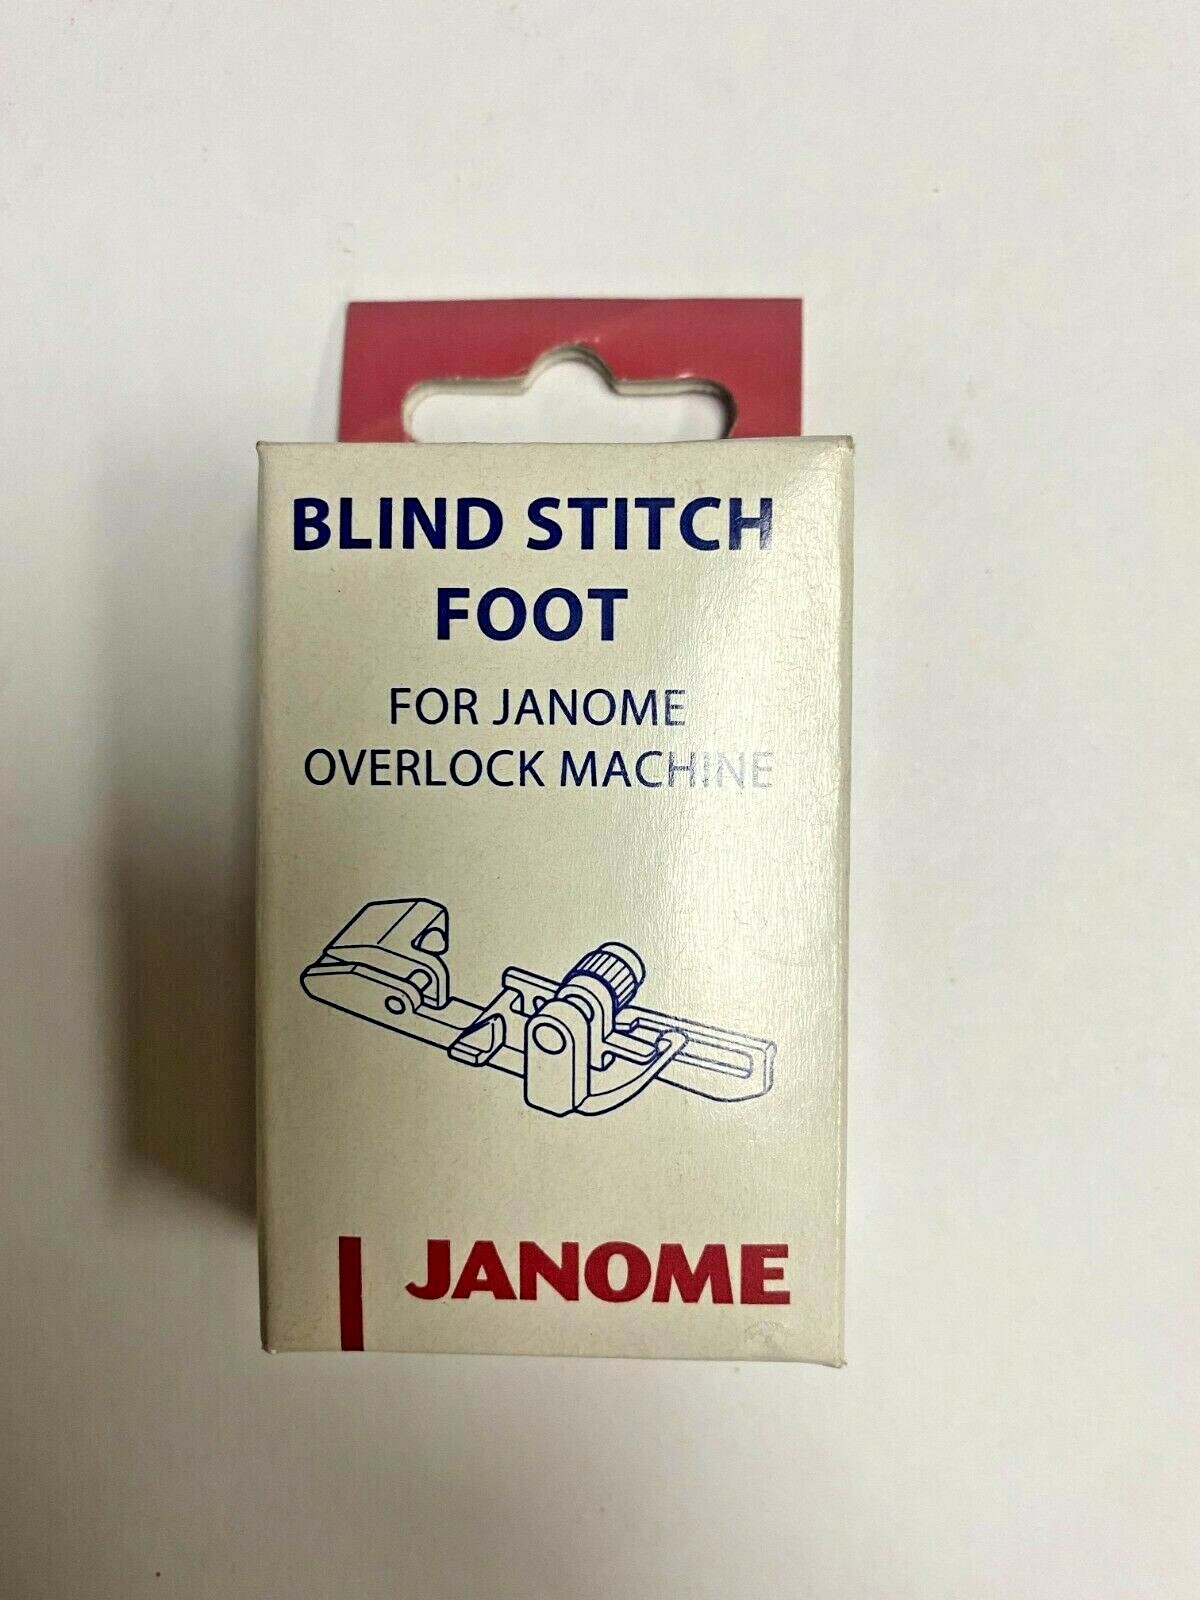 BLIND STITCH
FOOT
FOR JANOME
OVERLOCK MACHINE
JANOME